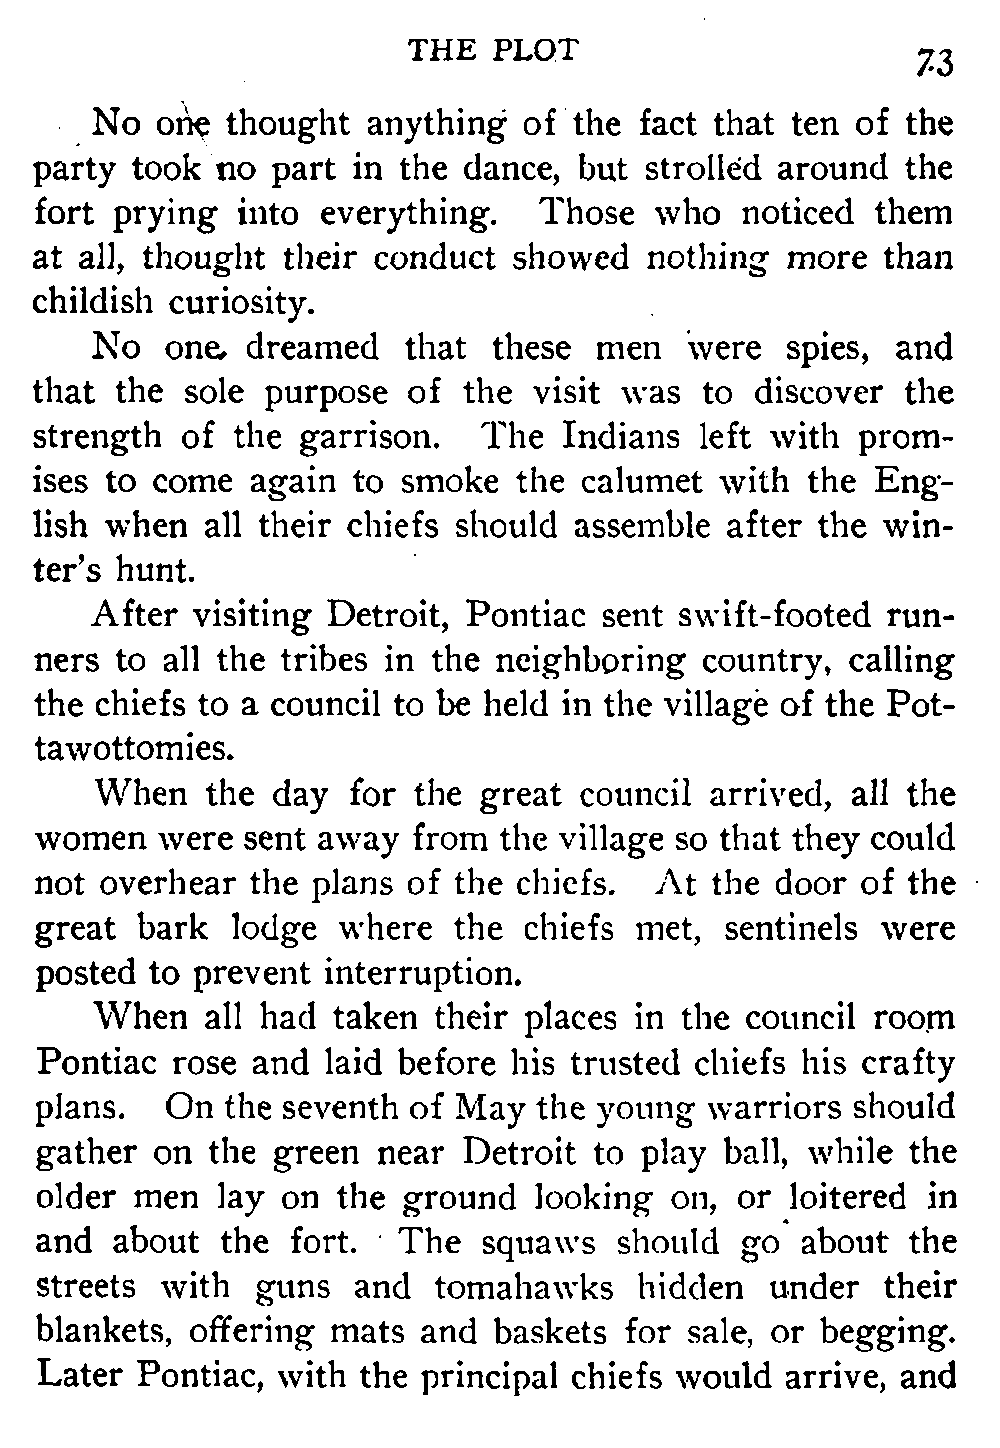 THE PLOT
73
No one thought anything of the fact that ten of the
party took no part in the dance, but strolled around the
fort prying into everything. Those who noticed them
at all, thought their conduct showed nothing more than
childish curiosity.
No one dreamed that these men were spies, and
that the sole purpose of the visit was to discover the
strength of the garrison. The Indians left with prom-
ises to come again to smoke the calumet with the Eng-
lish when all their chiefs should assemble after the win-
ter's hunt.
After visiting Detroit, Pontiac sent swift-footed run-
ners to all the tribes in the neighboring country, calling
the chiefs to a council to be held in the village of the Pot-
tawottomies.
When the day for the great council arrived, all the
women were sent away from the village so that they could
not overhear the plans of the chiefs. At the door of the
great bark lodge where the chiefs met, sentinels were
posted to prevent interruption.
When all had taken their places in the council room
Pontiac rose and laid before his trusted chiefs his crafty
plans. On the seventh of May the young warriors should
gather on the green near Detroit to play ball, while the
older men lay on the ground looking on, or loitered in
and about the fort. The squaws should go about the
streets with guns and tomahawks hidden under their
blankets, offering mats and baskets for sale, or begging.
Later Pontiac, with the principal chiefs would arrive, and